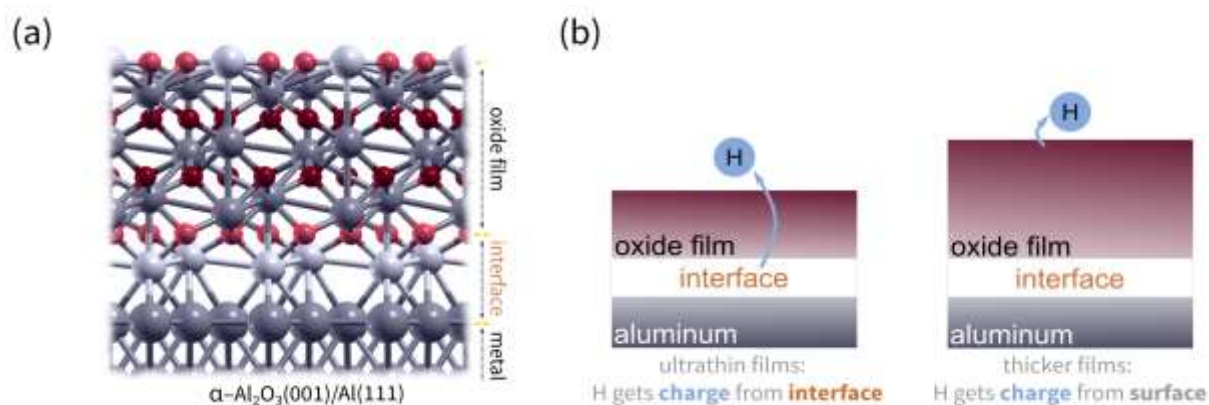 (a)
oxide film
interface
metal
α–Al₂O₃(001)/Al(111)
(b)
H
oxide film
interface
aluminum
ultrathin films:
H gets charge from interface
H
oxide film
interface
aluminum
thicker films:
H gets charge from surface